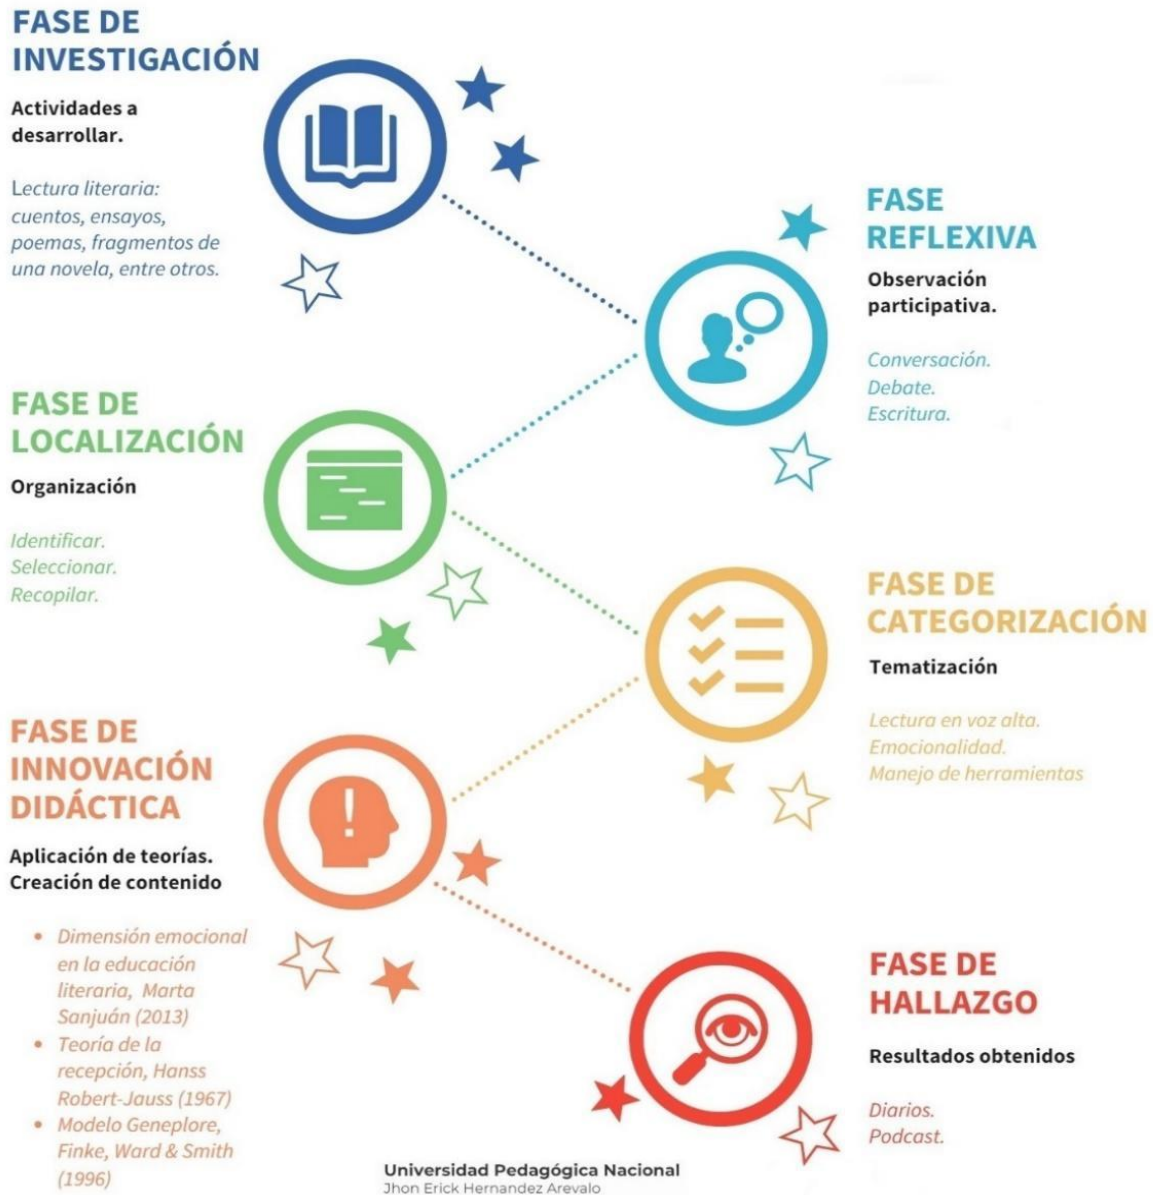 FASE DE
INVESTIGACIÓN
Actividades a
desarrollar.
Lectura literaria:
cuentos, ensayos,
poemas, fragmentos de
una novela, entre otros.
FASE
REFLEXIVA
Observación
participativa.
Conversación.
Debate.
Escritura.
FASE DE
LOCALIZACIÓN
Organización
Identificar.
Seleccionar.
Recopilar.
FASE DE
CATEGORIZACIÓN
Tematización
Lectura en voz alta.
Emocionalidad.
Manejo de herramientas
FASE DE
INNOVACIÓN
DIDÁCTICA
Aplicación de teorías.
Creación de contenido
• Dimensión emocional
en la educación
literaria, Marta
Sanjuán (2013)
• Teoría de la
recepción, Hanss
Robert-Jauss (1967)
• Modelo Geneplore,
Finke, Ward & Smith
(1996)
FASE DE
HALLAZGO
Resultados obtenidos
Diarios.
Podcast.
Universidad Pedagógica Nacional
Jhon Erick Hernandez Arevalo